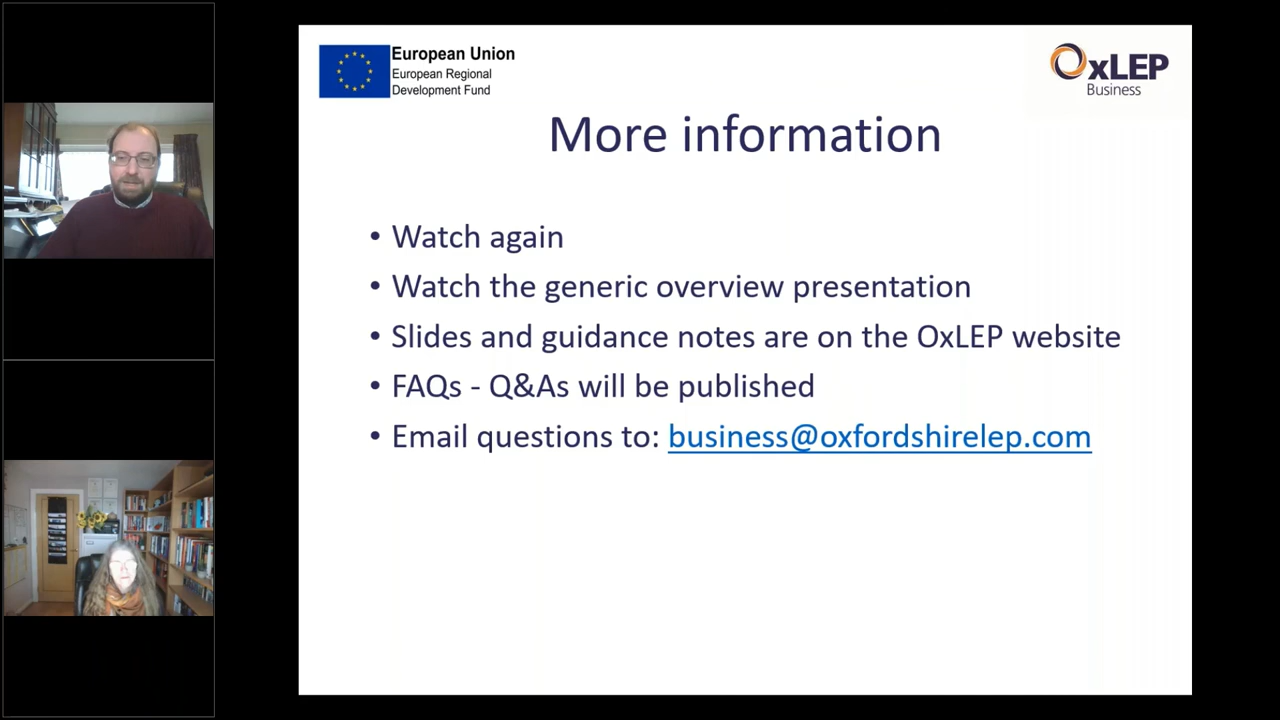 European Union
European Regional
Development Fund
OxLEP
Business
More information
• Watch again
• Watch the generic overview presentation
• Slides and guidance notes are on the OxLEP website
• FAQs - Q&As will be published
• Email questions to: business@oxfordshirelep.com